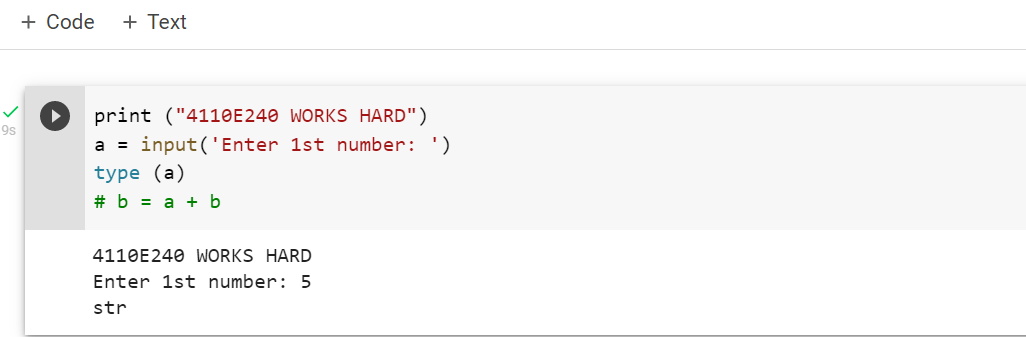 + Code + Text
9s
print ("4110E240 WORKS HARD")
a = input('Enter 1st number: ')
type (a)
# b = a + b
4110E240 WORKS HARD
Enter 1st number: 5
str